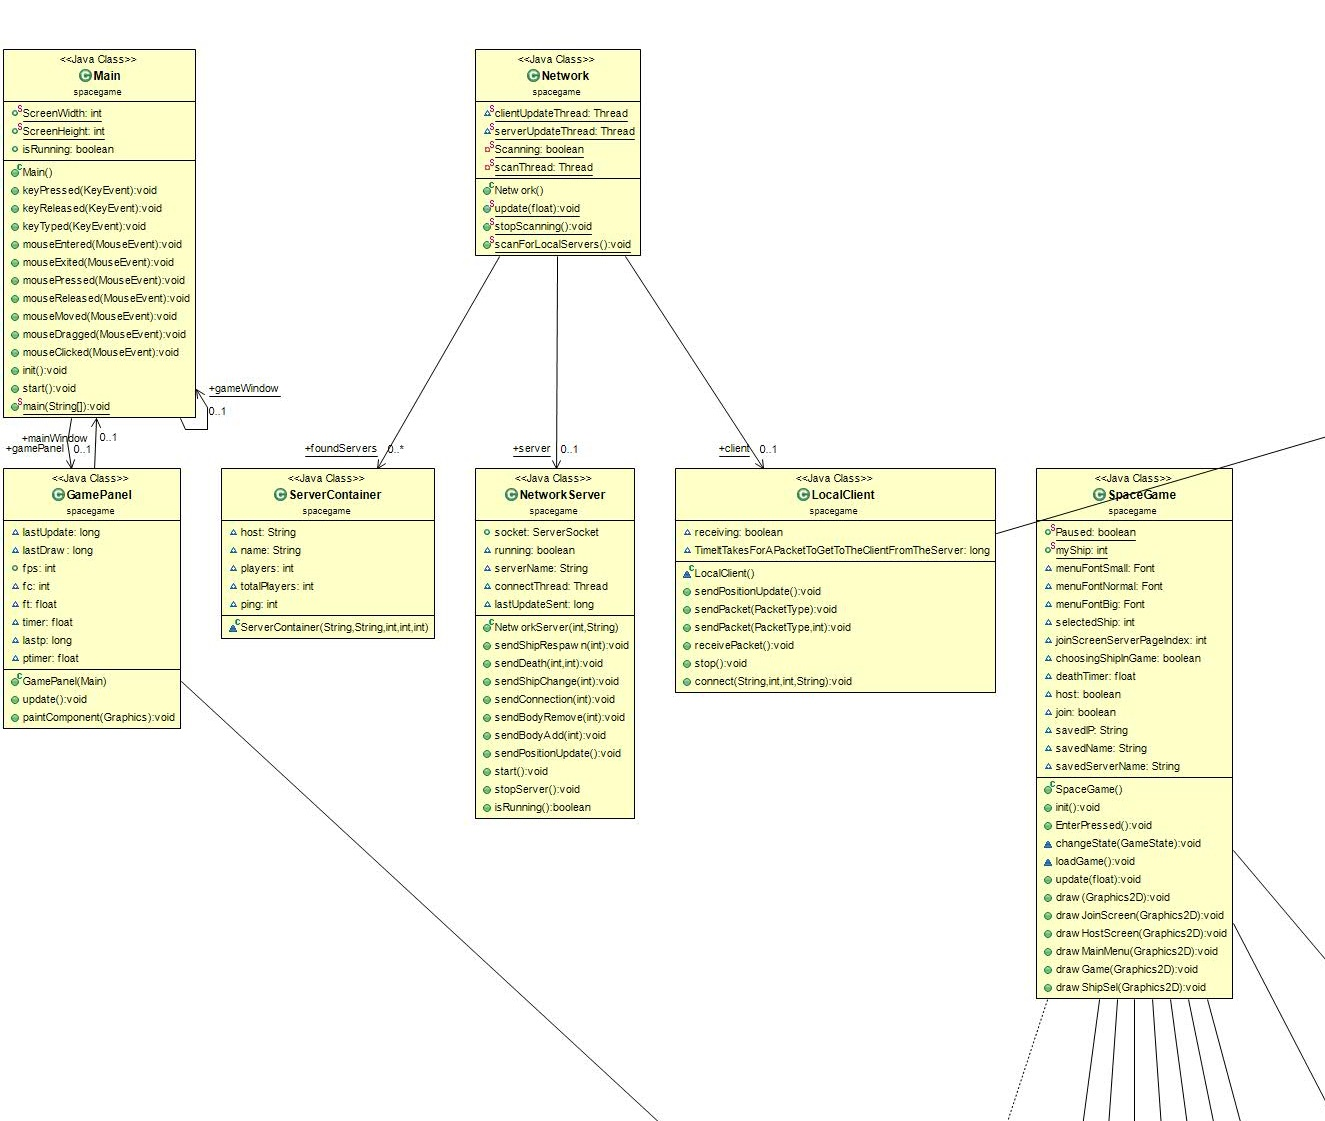 <<Java Class>>
Main
spacegame
ScreenWidth: int
ScreenHeight: int
isRunning: boolean
Main()
keyPressed(KeyEvent):void
keyReleased(KeyEvent):void
keyTyped(KeyEvent):void
mouseEntered(MouseEvent):void
mouseExited(MouseEvent):void
mousePressed(MouseEvent):void
mouseReleased(MouseEvent):void
mouseMoved(MouseEvent):void
mouseDragged(MouseEvent):void
mouseClicked(MouseEvent):void
init():void
start():void
main(String[]):void
+gameWindow
0..1
+mainWindow
0..1
+gamePanel
0..1
<<Java Class>>
Network
spacegame
clientUpdateThread: Thread
serverUpdateThread: Thread
Scanning: boolean
scanThread: Thread
Network()
update(float):void
stopScanning():void
scanForLocalServers():void
+foundServers
0..*
+server
0..1
+client
0..1
<<Java Class>>
GamePanel
spacegame
lastUpdate: long
lastDraw: long
fps: int
fc: int
ft: float
timer: float
lastp: long
ptimer: float
GamePanel(Main)
update():void
paintComponent(Graphics):void
<<Java Class>>
ServerContainer
spacegame
host: String
name: String
players: int
totalPlayers: int
ping: int
ServerContainer(String,String,int,int,int)
<<Java Class>>
NetworkServer
spacegame
socket: ServerSocket
running: boolean
serverName: String
connectThread: Thread
lastUpdateSent: long
NetworkServer(int,String)
sendShipRespawn(int):void
sendDeath(int,int):void
sendShipChange(int):void
sendConnection(int):void
sendBodyRemove(int):void
sendBodyAdd(int):void
sendPositionUpdate():void
start():void
stopServer():void
isRunning():boolean
<<Java Class>>
LocalClient
spacegame
receiving: boolean
TimeItTakesForAPacketToGetToTheClientFromTheServer: long
LocalClient()
sendPositionUpdate():void
sendPacket(PacketType):void
sendPacket(PacketType,int):void
receivePacket():void
stop():void
connect(String,int,int,String):void
<<Java Class>>
SpaceGame
spacegame
Paused: boolean
myShip: int
menuFontSmall: Font
menuFontNormal: Font
menuFontBig: Font
selectedShip: int
joinScreenServerPageIndex: int
choosingShipInGame: boolean
deathTimer: float
host: boolean
join: boolean
savedIP: String
savedName: String
savedServerName: String
SpaceGame()
init():void
EnterPressed():void
changeState(GameState):void
loadGame():void
update(float):void
draw(Graphics2D):void
drawJoinScreen(Graphics2D):void
drawHostScreen(Graphics2D):void
drawMainMenu(Graphics2D):void
drawGame(Graphics2D):void
drawShipSel(Graphics2D):void